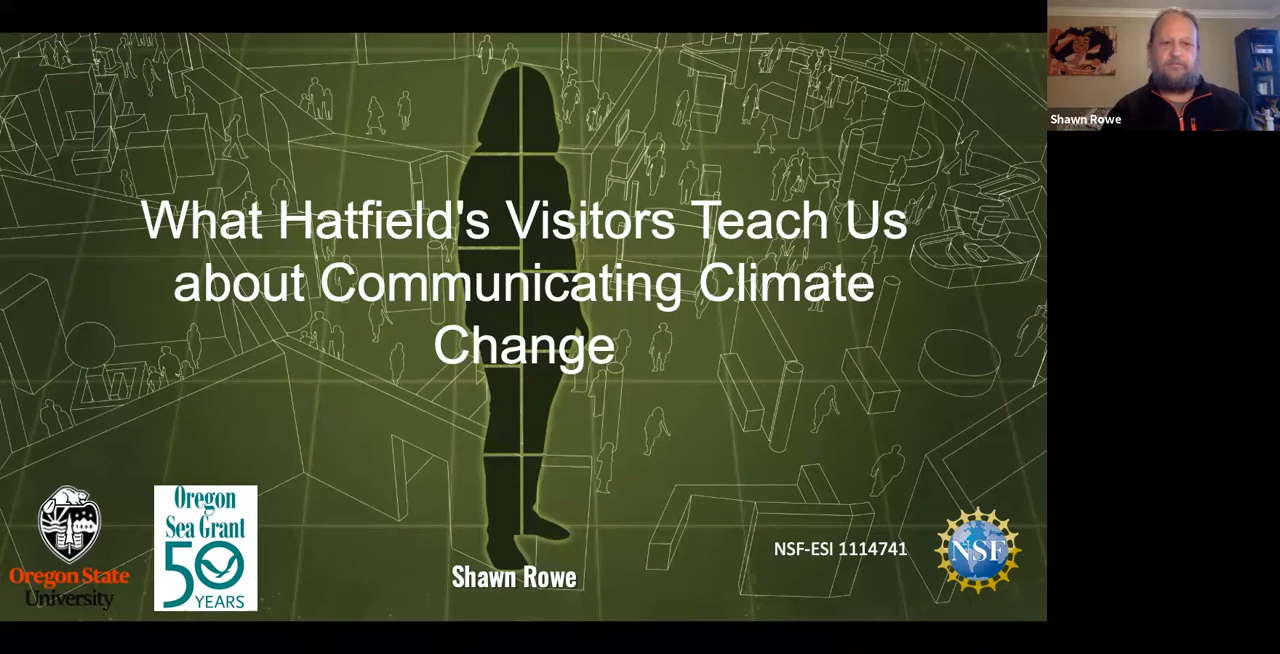 Shawn Rowe
What Hatfield's Visitors Teach Us
about Communicating Climate
Change
Oregon State
University
Oregon
Sea Grant
50
YEARS
Shawn Rowe
NSF-ESI 1114741
NSF